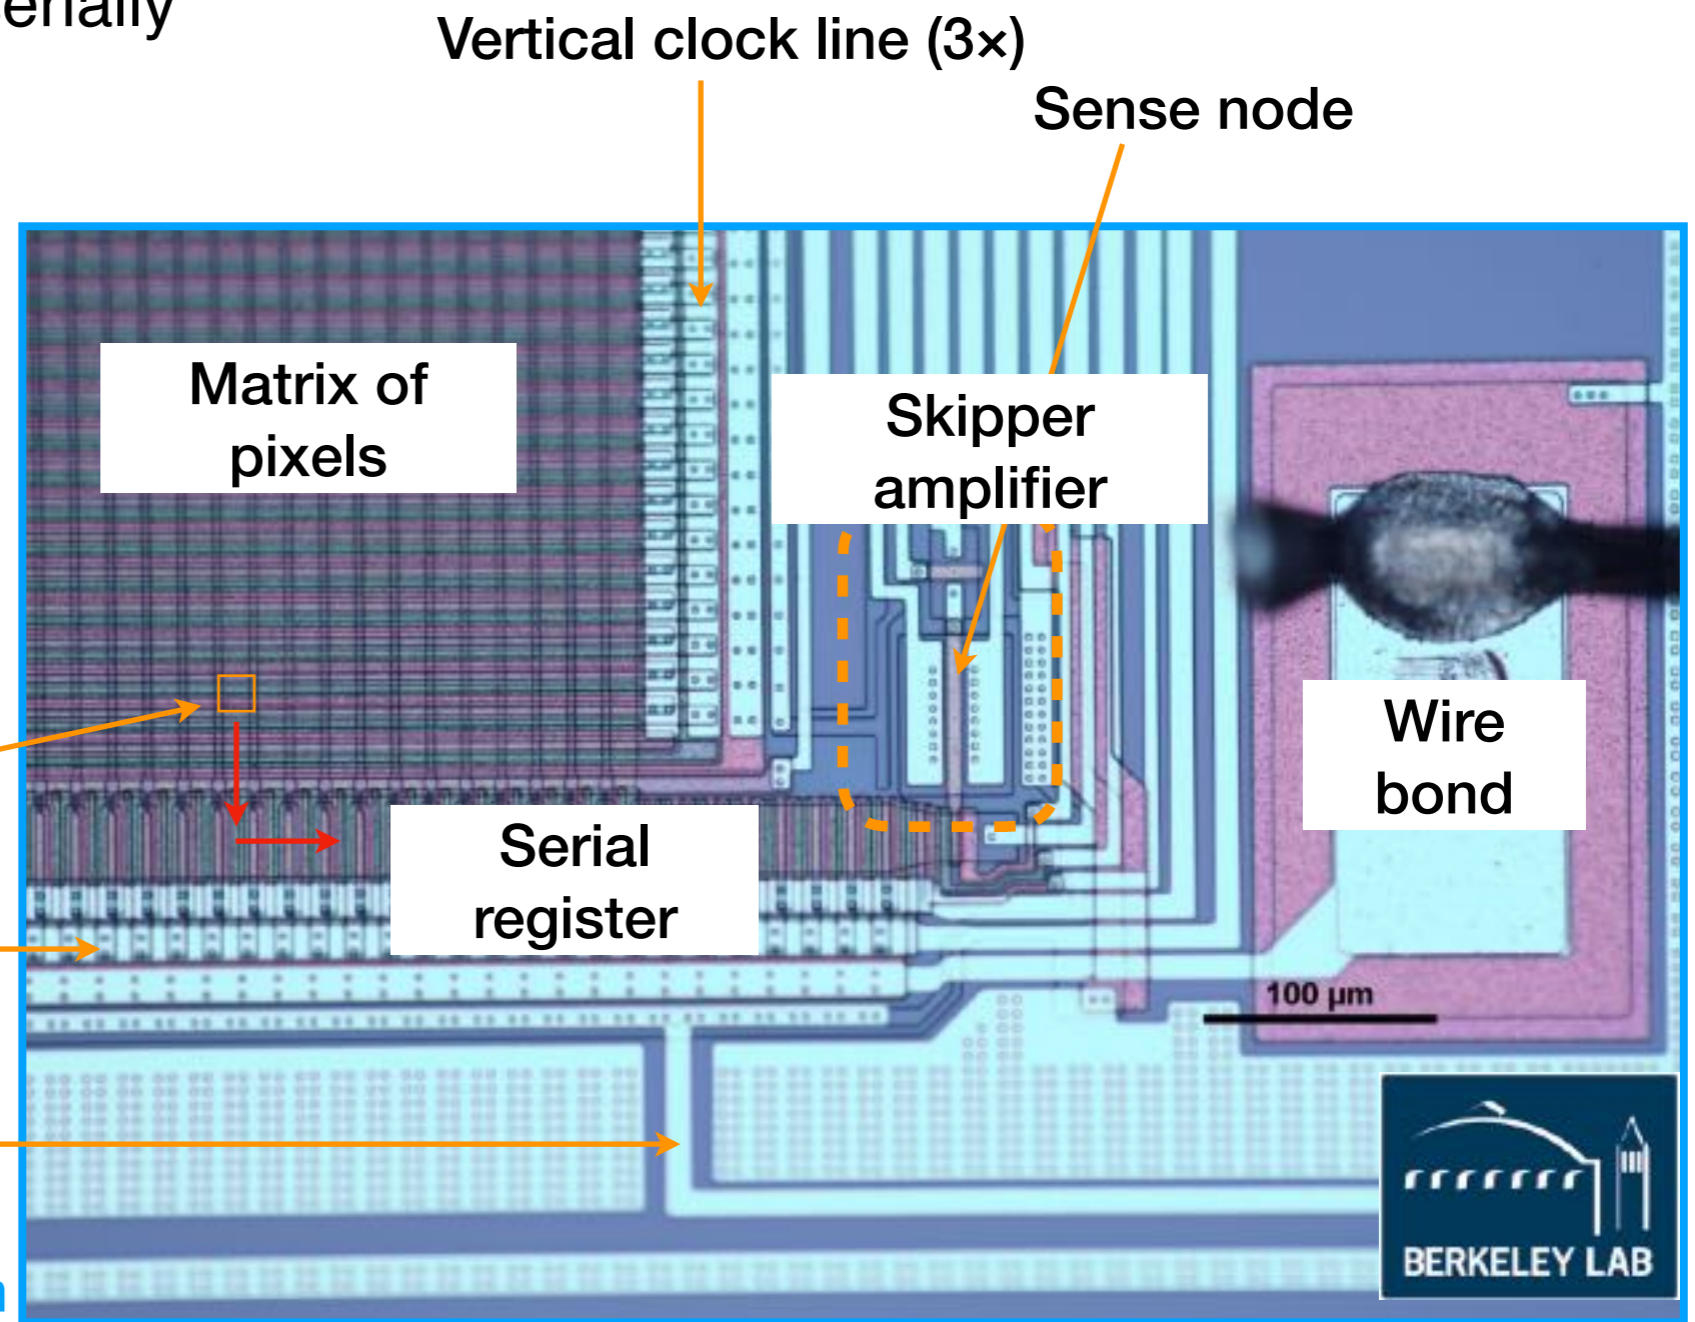 Vertical clock line (3×)
Sense node
Matrix of
pixels
Skipper
amplifier
Wire
bond
Serial
register
100 µm
BERKELEY LAB